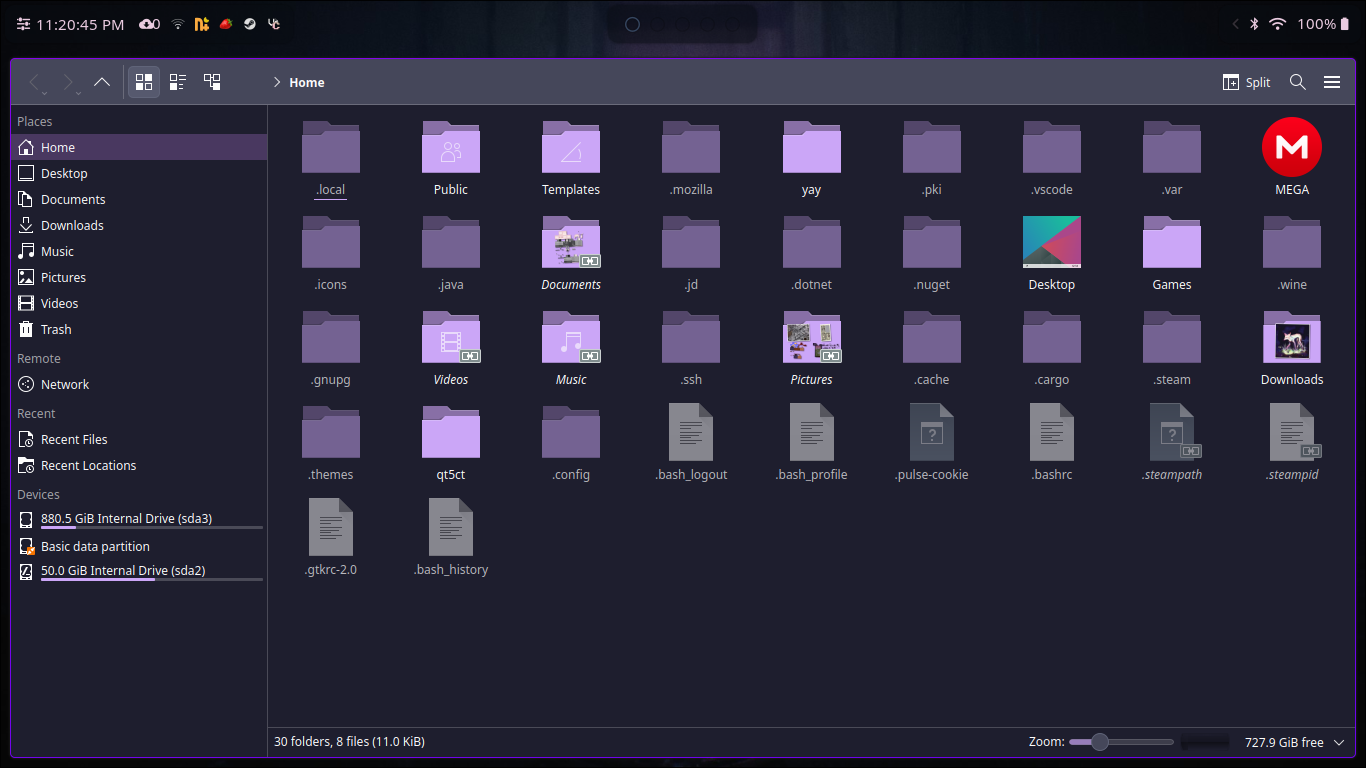 11:20:45 PM 0 100%
Home Split
Places
Home
Desktop
Documents
Downloads
Music
Pictures
Videos
Trash
Remote
Network
Recent
Recent Files
Recent Locations
Devices
880.5 GiB Internal Drive (sda3)
Basic data partition
50.0 GiB Internal Drive (sda2)
.local Public Templates .mozilla yay .pki .vscode .var MEGA
.icons .java Documents .jd .dotnet .nuget Desktop Games .wine
.gnupg Videos Music .ssh Pictures .cache .cargo .steam Downloads
.themes qt5ct .config .bash_logout .bash_profile .pulse-cookie .bashrc .steampath .steampid
.gtkrc-2.0 .bash_history
30 folders, 8 files (11.0 KiB) Zoom: 727.9 GiB free